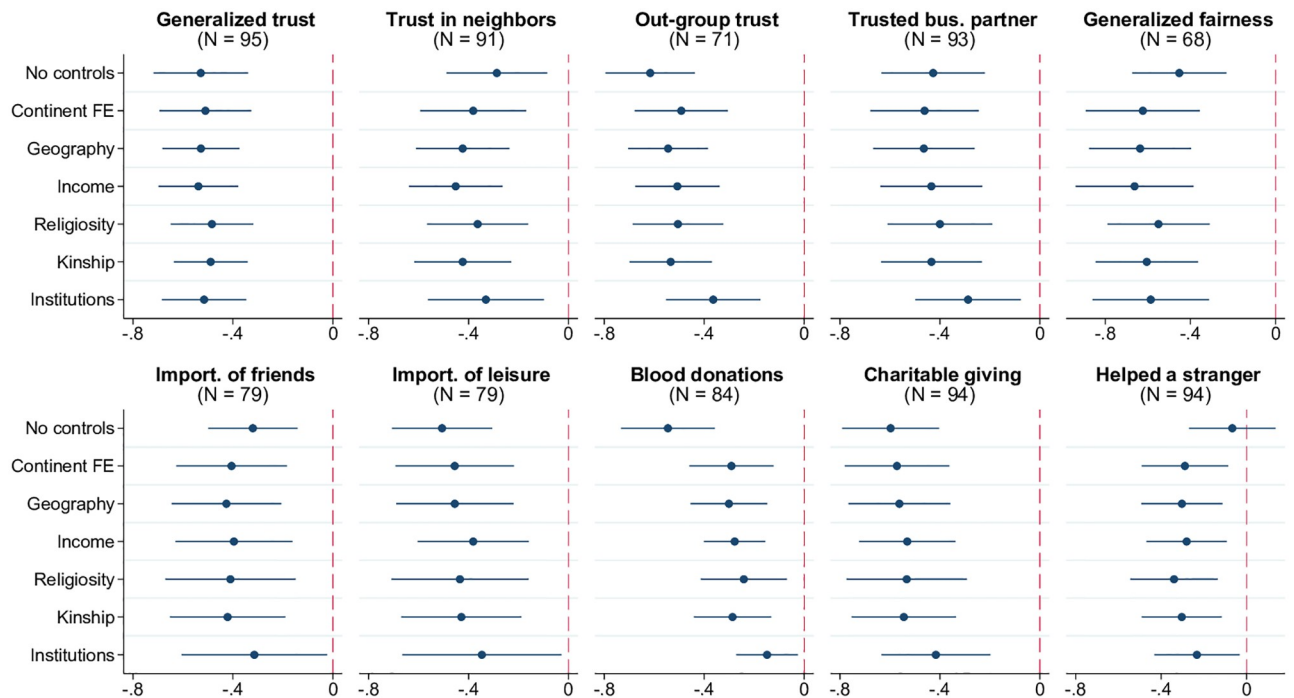 Generalized trust
(N = 95)
Trust in neighbors
(N = 91)
Out-group trust
(N = 71)
Trusted bus. partner
(N = 93)
Generalized fairness
(N = 68)
No controls
Continent FE
Geography
Income
Religiosity
Kinship
Institutions
-.8 -.4 0
-.8 -.4 0
-.8 -.4 0
-.8 -.4 0
-.8 -.4 0
Import. of friends
(N = 79)
Import. of leisure
(N = 79)
Blood donations
(N = 84)
Charitable giving
(N = 94)
Helped a stranger
(N = 94)
No controls
Continent FE
Geography
Income
Religiosity
Kinship
Institutions
-.8 -.4 0
-.8 -.4 0
-.8 -.4 0
-.8 -.4 0
-.8 -.4 0